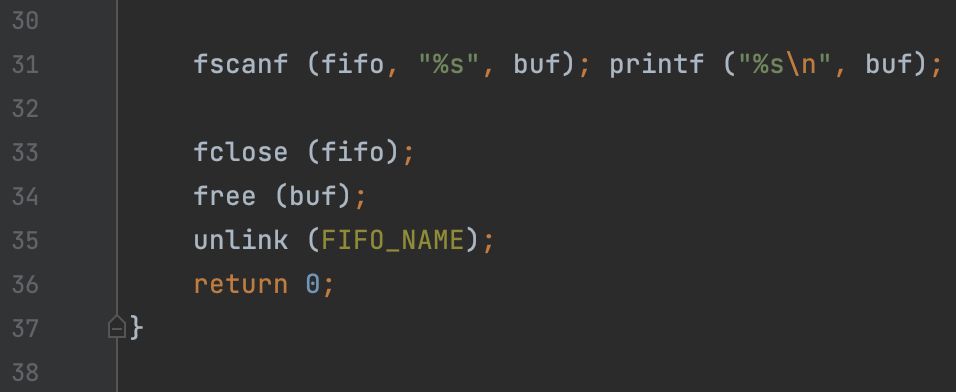 30
31 fscanf (fifo, "%s", buf); printf ("%s\n", buf);
32
33 fclose (fifo);
34 free (buf);
35 unlink (FIFO_NAME);
36 return 0;
37 }
38